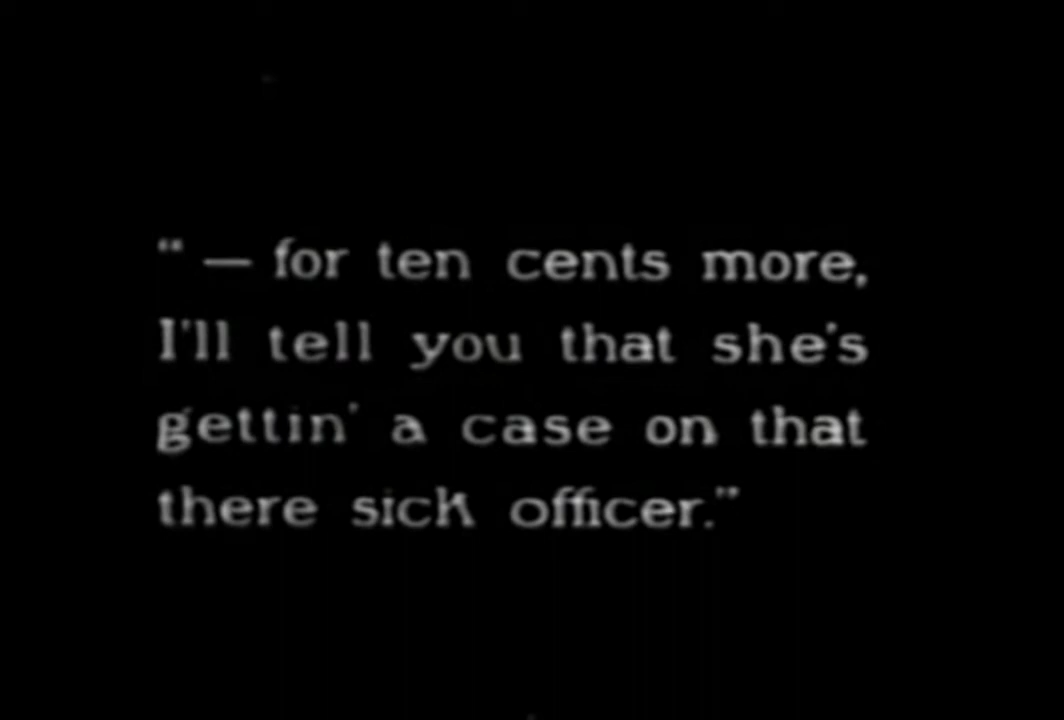 “ — for ten cents more,
I'll tell you that she's
gettin' a case on that
there sick officer.”